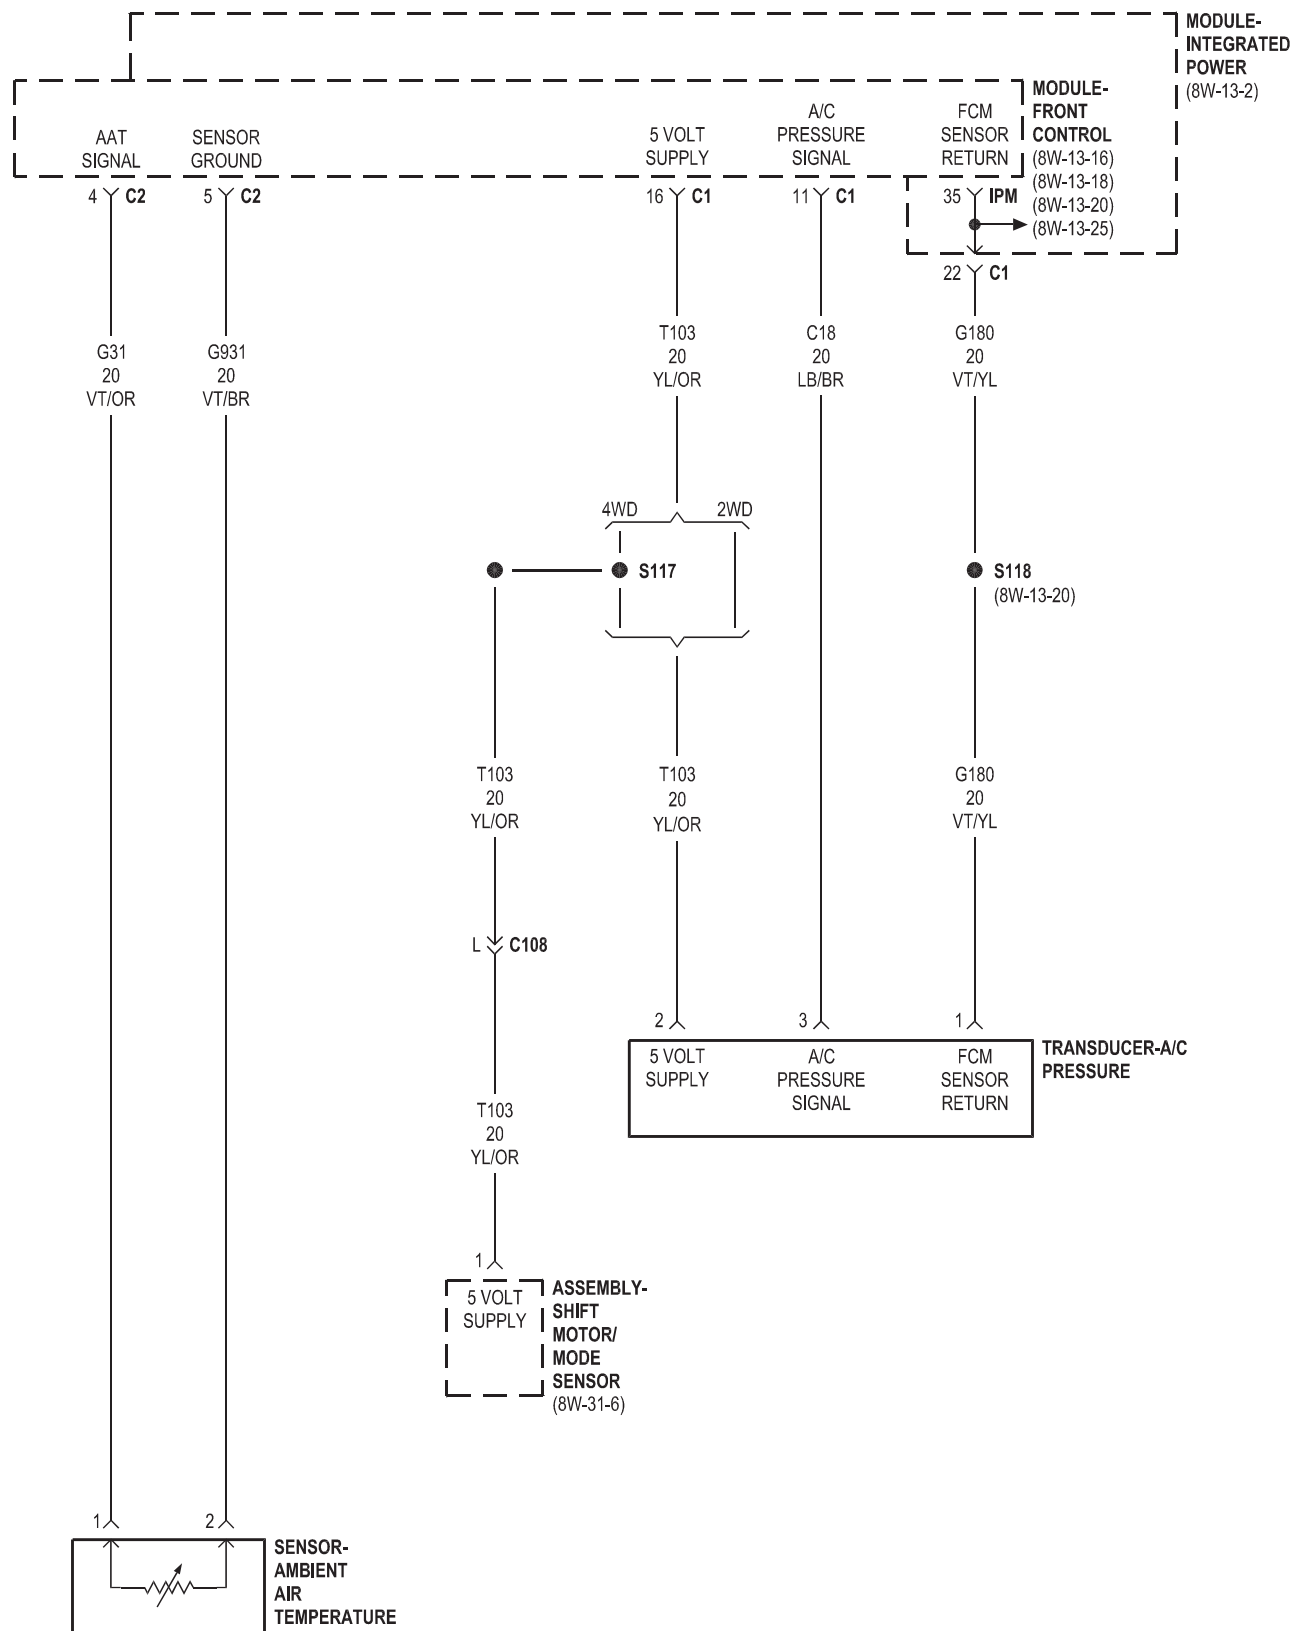 MODULE-
INTEGRATED
POWER
(8W-13-2)
MODULE-
FRONT
CONTROL
(8W-13-16)
(8W-13-18)
(8W-13-20)
(8W-13-25)
AAT
SIGNAL
SENSOR
GROUND
5 VOLT
SUPPLY
A/C
PRESSURE
SIGNAL
FCM
SENSOR
RETURN
4 C2
5 C2
16 C1
11 C1
35 IPM
22 C1
G31
20
VT/OR
G931
20
VT/BR
T103
20
YL/OR
C18
20
LB/BR
G180
20
VT/YL
4WD
2WD
S117
S118
(8W-13-20)
T103
20
YL/OR
T103
20
YL/OR
G180
20
VT/YL
L C108
2
3
1
5 VOLT
SUPPLY
A/C
PRESSURE
SIGNAL
FCM
SENSOR
RETURN
TRANSDUCER-A/C
PRESSURE
T103
20
YL/OR
1
5 VOLT
SUPPLY
ASSEMBLY-
SHIFT
MOTOR/
MODE
SENSOR
(8W-31-6)
1
2
SENSOR-
AMBIENT
AIR
TEMPERATURE